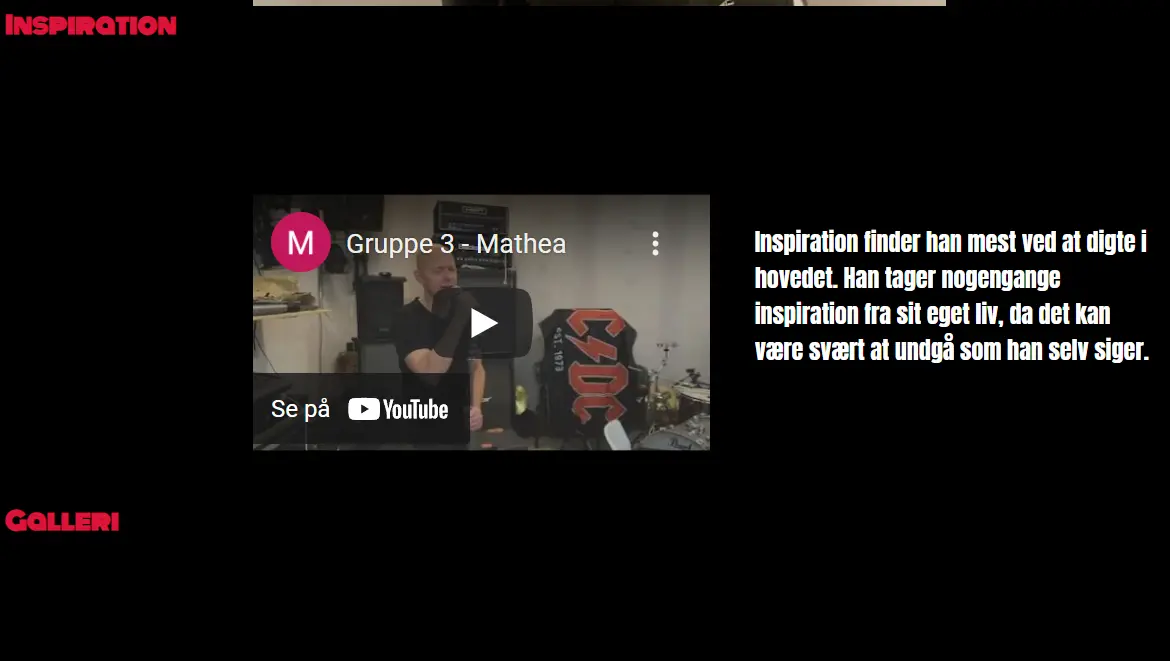 Inspiration
M
Gruppe 3 - Mathea
Inspiration finder han mest ved at digte i
hovedet. Han tager nogengange
inspiration fra sit eget liv, da det kan
være svært at undgå som han selv siger.
EST. 1973
C⚡DC
Se på YouTube
Pearl
Galleri